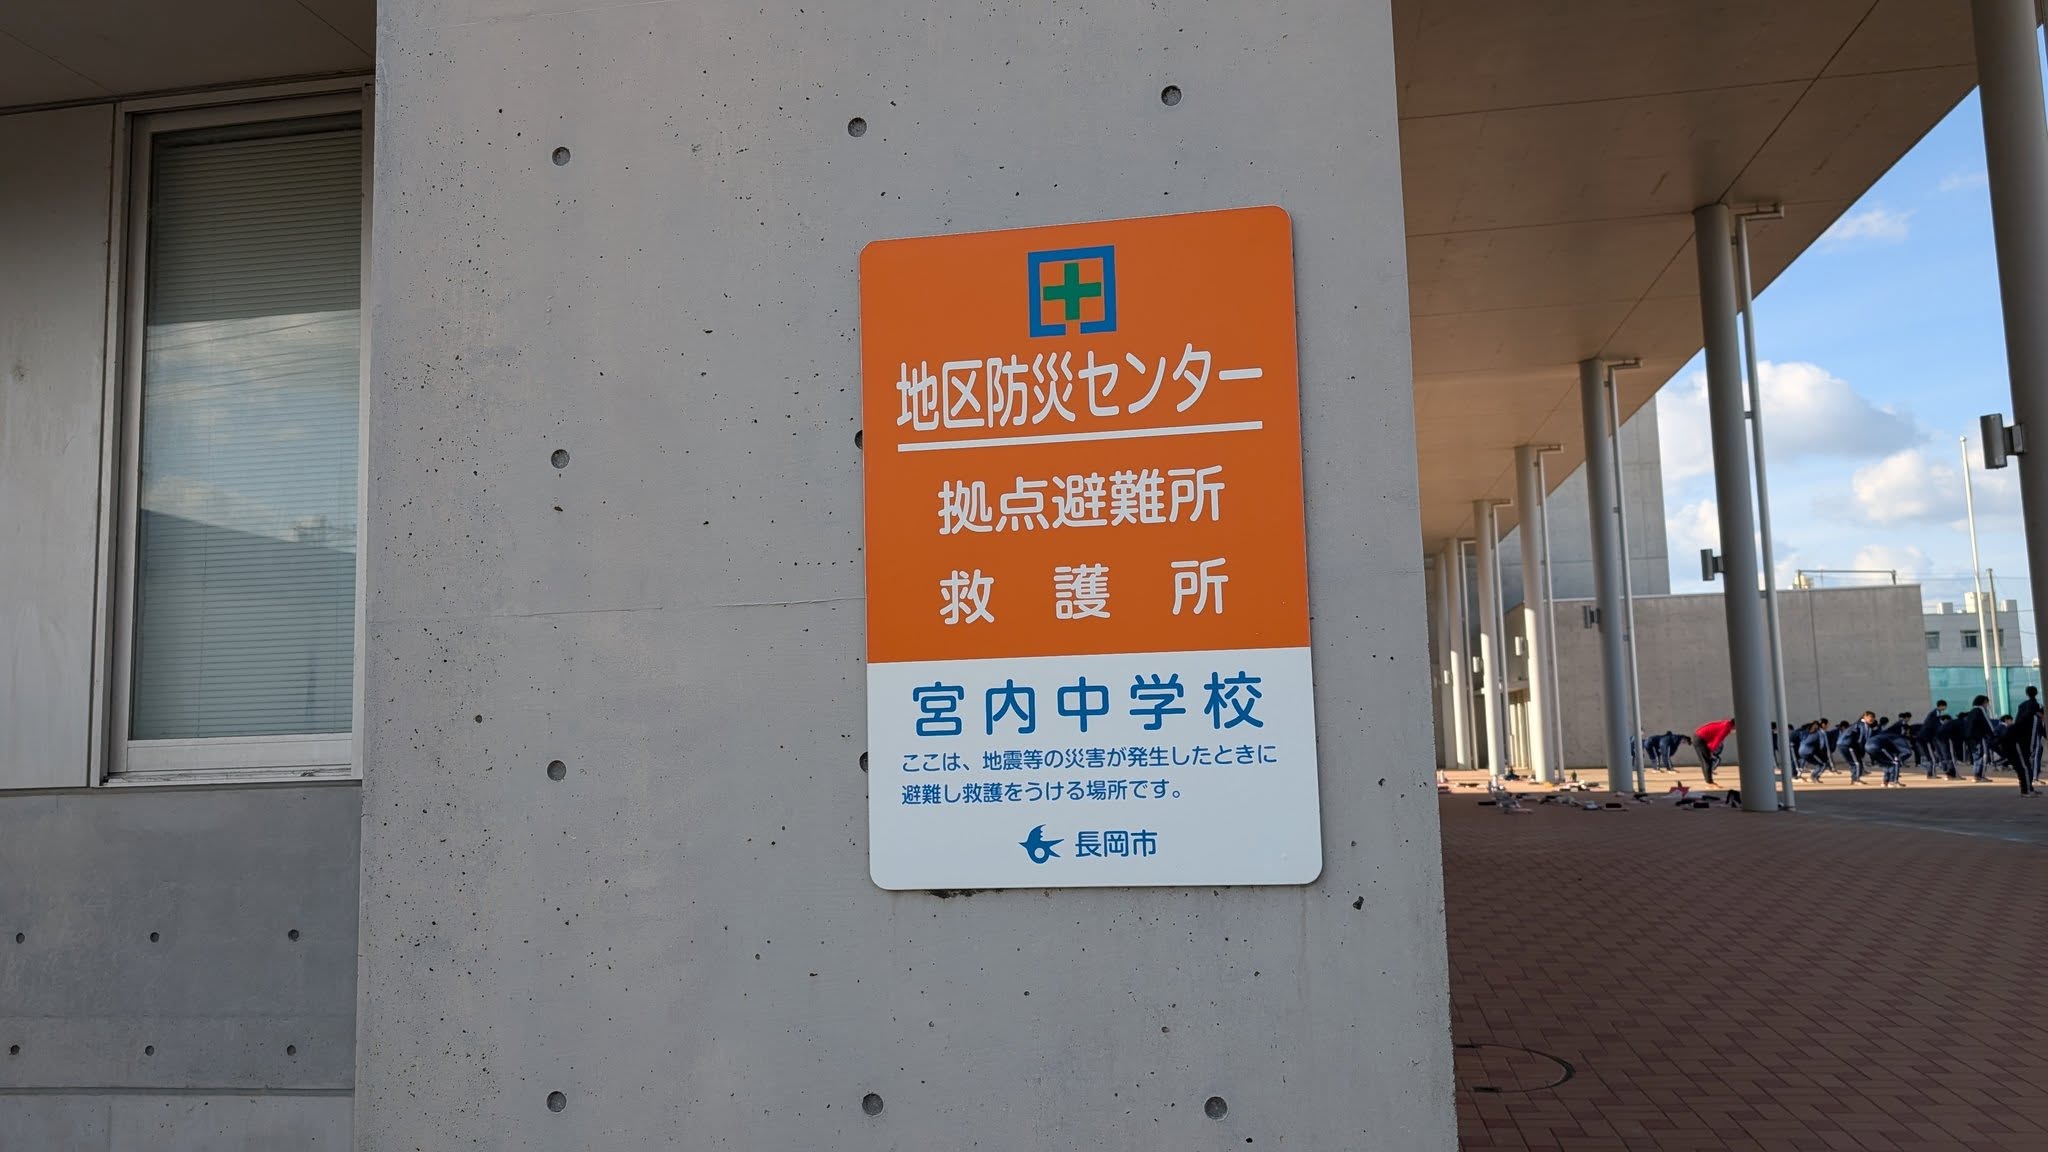 地区防災センター
拠点避難所
救護所
宮内中学校
ここは、地震等の災害が発生したときに
避難し救護をうける場所です。
長岡市